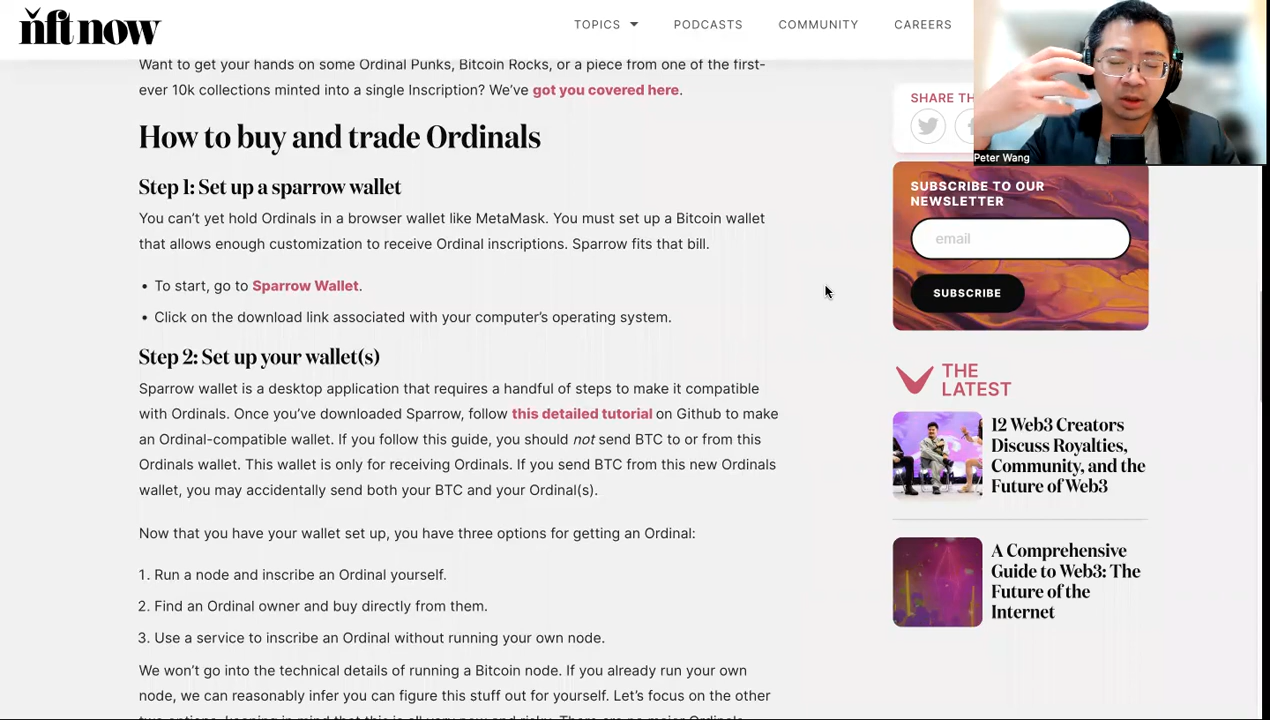 nft now
TOPICS
PODCASTS
COMMUNITY
CAREERS
Want to get your hands on some Ordinal Punks, Bitcoin Rocks, or a piece from one of the first-
ever 10k collections minted into a single Inscription? We’ve got you covered here.
How to buy and trade Ordinals
Step 1: Set up a sparrow wallet
You can’t yet hold Ordinals in a browser wallet like MetaMask. You must set up a Bitcoin wallet
that allows enough customization to receive Ordinal inscriptions. Sparrow fits that bill.
• To start, go to Sparrow Wallet.
• Click on the download link associated with your computer’s operating system.
Step 2: Set up your wallet(s)
Sparrow wallet is a desktop application that requires a handful of steps to make it compatible
with Ordinals. Once you’ve downloaded Sparrow, follow this detailed tutorial on Github to make
an Ordinal-compatible wallet. If you follow this guide, you should not send BTC to or from this
Ordinals wallet. This wallet is only for receiving Ordinals. If you send BTC from this new Ordinals
wallet, you may accidentally send both your BTC and your Ordinal(s).
Now that you have your wallet set up, you have three options for getting an Ordinal:
1. Run a node and inscribe an Ordinal yourself.
2. Find an Ordinal owner and buy directly from them.
3. Use a service to inscribe an Ordinal without running your own node.
We won’t go into the technical details of running a Bitcoin node. If you already run your own
node, we can reasonably infer you can figure this stuff out for yourself. Let’s focus on the other
Peter Wang
SHARE TH
SUBSCRIBE TO OUR
NEWSLETTER
email
SUBSCRIBE
THE
LATEST
12 Web3 Creators
Discuss Royalties,
Community, and the
Future of Web3
A Comprehensive
Guide to Web3: The
Future of the
Internet